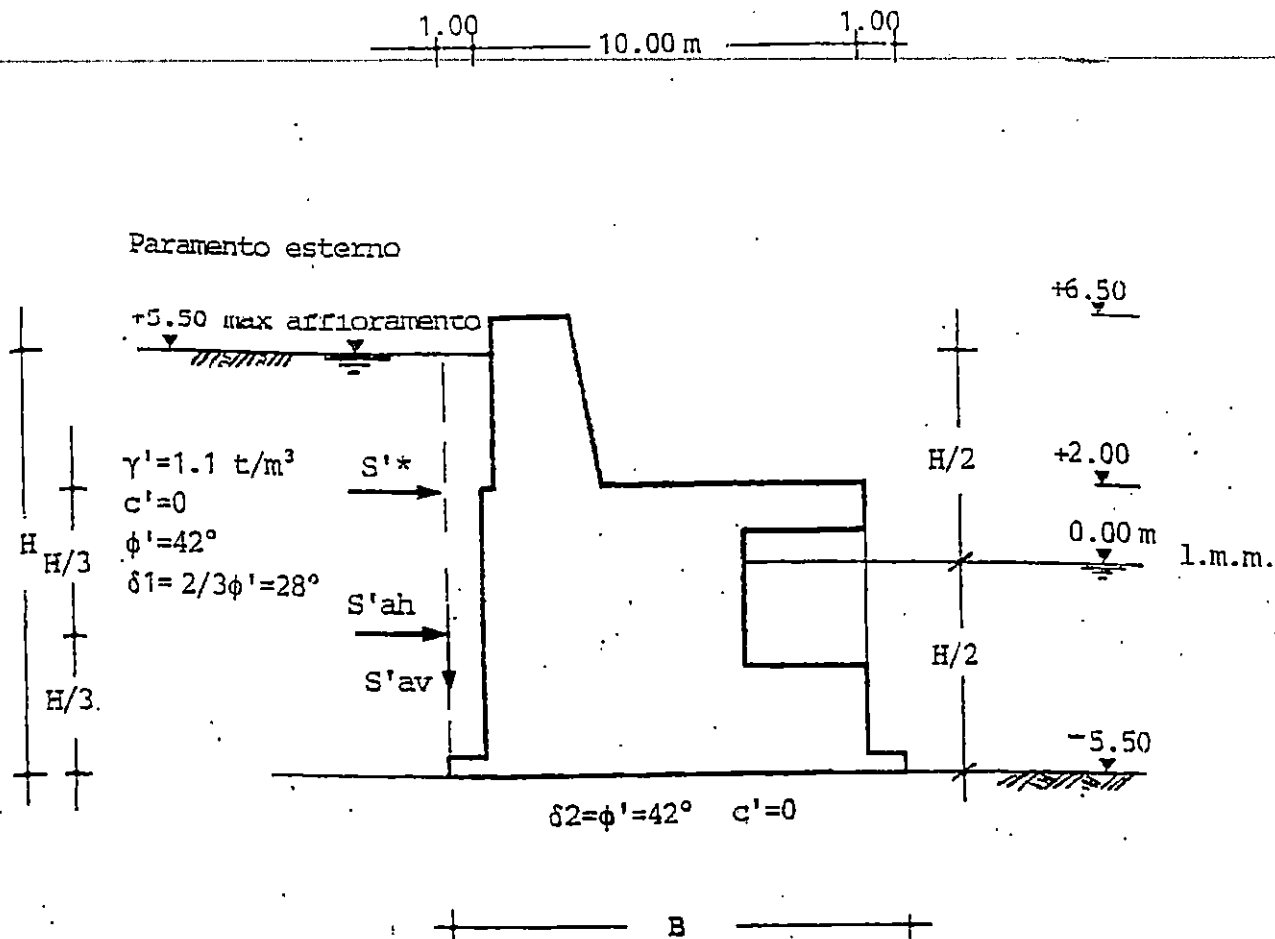 1.00 10.00 m 1.00
Paramento esterno
+5.50 max affioramento
+6.50
γ'=1.1 t/m³
c'=0
ϕ'=42°
δ1= 2/3ϕ'=28°
S'*
H/2
+2.00
0.00 m
l.m.m.
H
H/3
S'ah
S'av
H/2
H/3
-5.50
δ2=ϕ'=42° c'=0
B